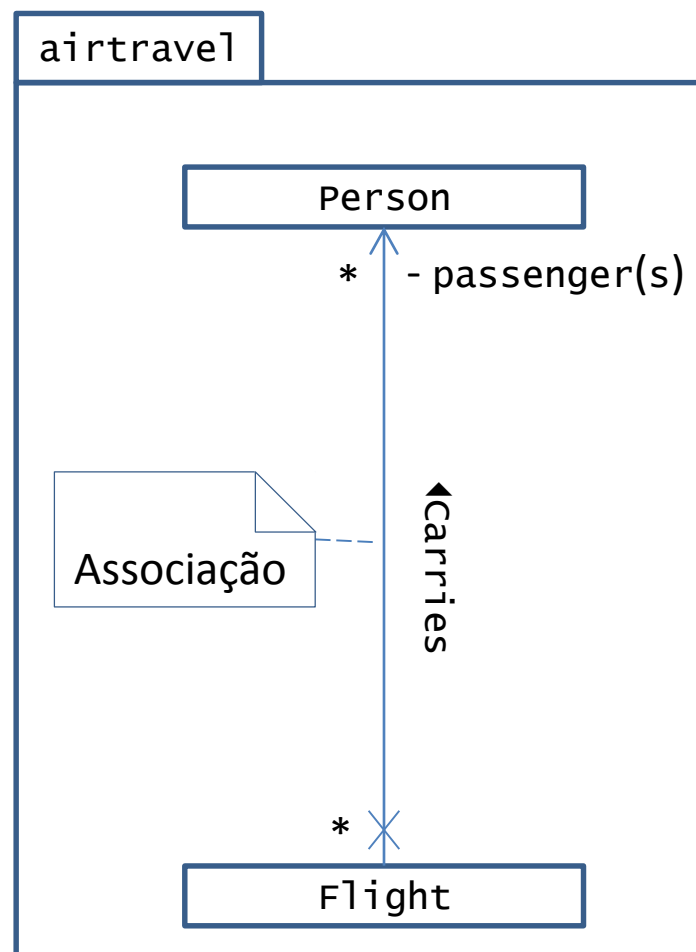 airtravel
Person
* - passenger(s)
Associação
◀Carries
*
Flight